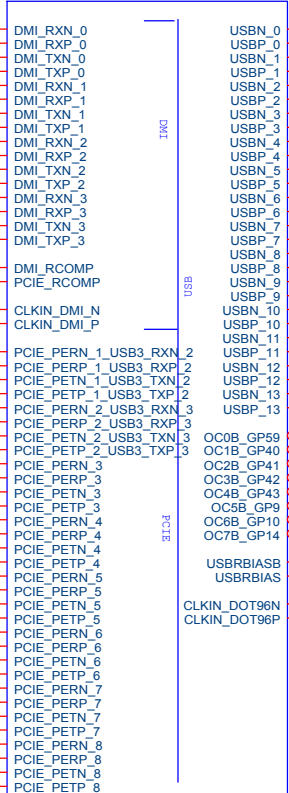 DMI_RXN_0
DMI_RXP_0
DMI_TXN_0
DMI_TXP_0
DMI_RXN_1
DMI_RXP_1
DMI_TXN_1
DMI_TXP_1
DMI_RXN_2
DMI_RXP_2
DMI_TXN_2
DMI_TXP_2
DMI_RXN_3
DMI_RXP_3
DMI_TXN_3
DMI_TXP_3
DMI_RCOMP
PCIE_RCOMP
CLKIN_DMI_N
CLKIN_DMI_P
PCIE_PERN_1_USB3_RXN_2
PCIE_PERP_1_USB3_RXP_2
PCIE_PETN_1_USB3_TXN_2
PCIE_PETP_1_USB3_TXP_2
PCIE_PERN_2_USB3_RXN_3
PCIE_PERP_2_USB3_RXP_3
PCIE_PETN_2_USB3_TXN_3
PCIE_PETP_2_USB3_TXP_3
PCIE_PERN_3
PCIE_PERP_3
PCIE_PETN_3
PCIE_PETP_3
PCIE_PERN_4
PCIE_PERP_4
PCIE_PETN_4
PCIE_PETP_4
PCIE_PERN_5
PCIE_PERP_5
PCIE_PETN_5
PCIE_PETP_5
PCIE_PERN_6
PCIE_PERP_6
PCIE_PETN_6
PCIE_PETP_6
PCIE_PERN_7
PCIE_PERP_7
PCIE_PETN_7
PCIE_PETP_7
PCIE_PERN_8
PCIE_PERP_8
PCIE_PETN_8
PCIE_PETP_8
DMI
USB
PCIE
USBN_0
USBP_0
USBN_1
USBP_1
USBN_2
USBP_2
USBN_3
USBP_3
USBN_4
USBP_4
USBN_5
USBP_5
USBN_6
USBP_6
USBN_7
USBP_7
USBN_8
USBP_8
USBN_9
USBP_9
USBN_10
USBP_10
USBN_11
USBP_11
USBN_12
USBP_12
USBN_13
USBP_13
OC0B_GP59
OC1B_GP40
OC2B_GP41
OC3B_GP42
OC4B_GP43
OC5B_GP9
OC6B_GP10
OC7B_GP14
USBRBIASB
USBRBIAS
CLKIN_DOT96N
CLKIN_DOT96P